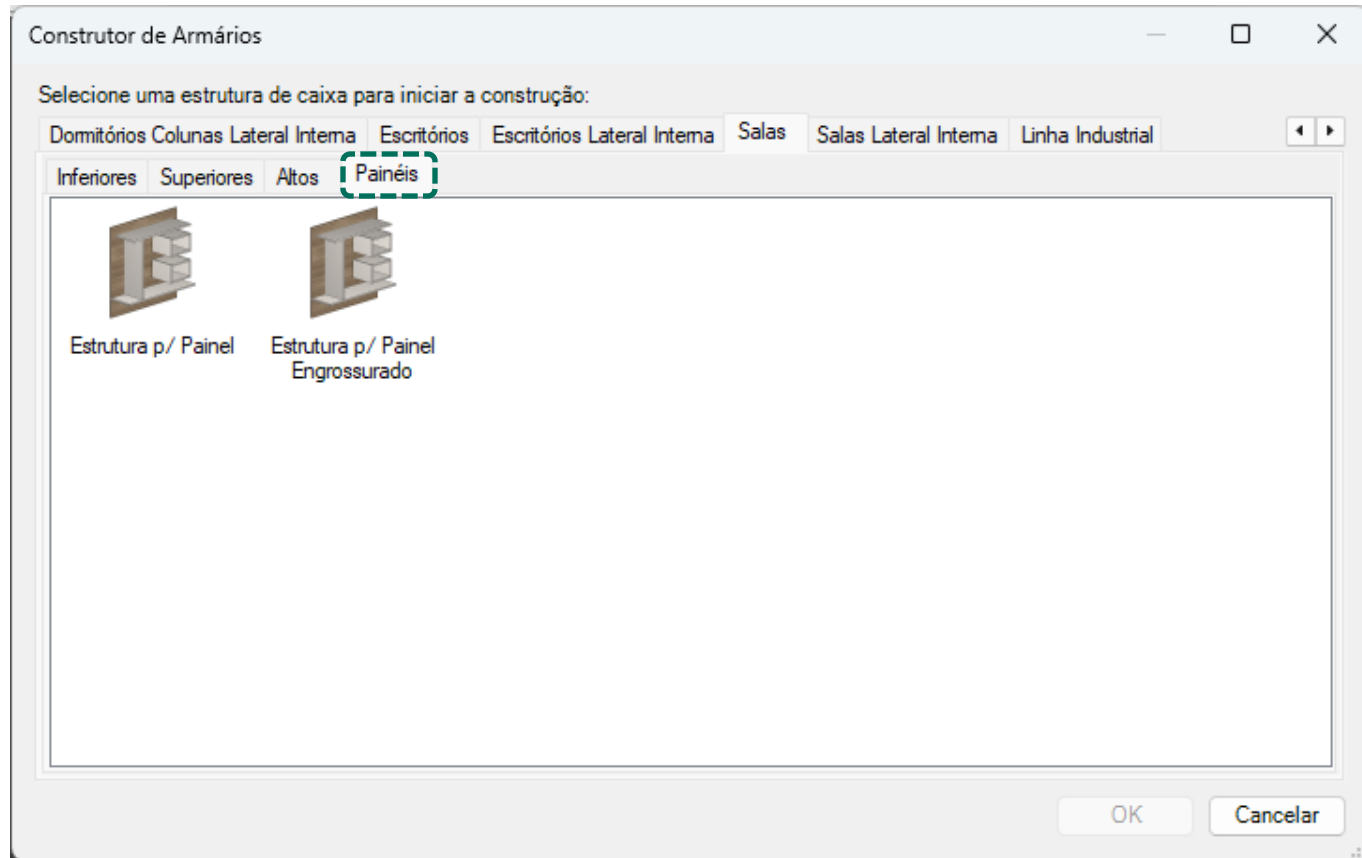 Construtor de Armários
Selecione uma estrutura de caixa para iniciar a construção:
Dormitórios Colunas Lateral Interna Escritórios Escritórios Lateral Interna Salas Salas Lateral Interna Linha Industrial
Inferiores Superiores Altos Painéis
Estrutura p/ Painel Estrutura p/ Painel
Engrossurado
OK Cancelar